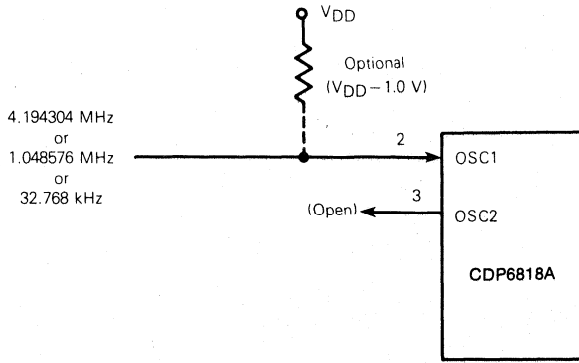 VDD
Optional
(VDD – 1.0 V)
4.194304 MHz
or
1.048576 MHz
or
32.768 kHz
2
OSC1
3
(Open)
OSC2
CDP6818A